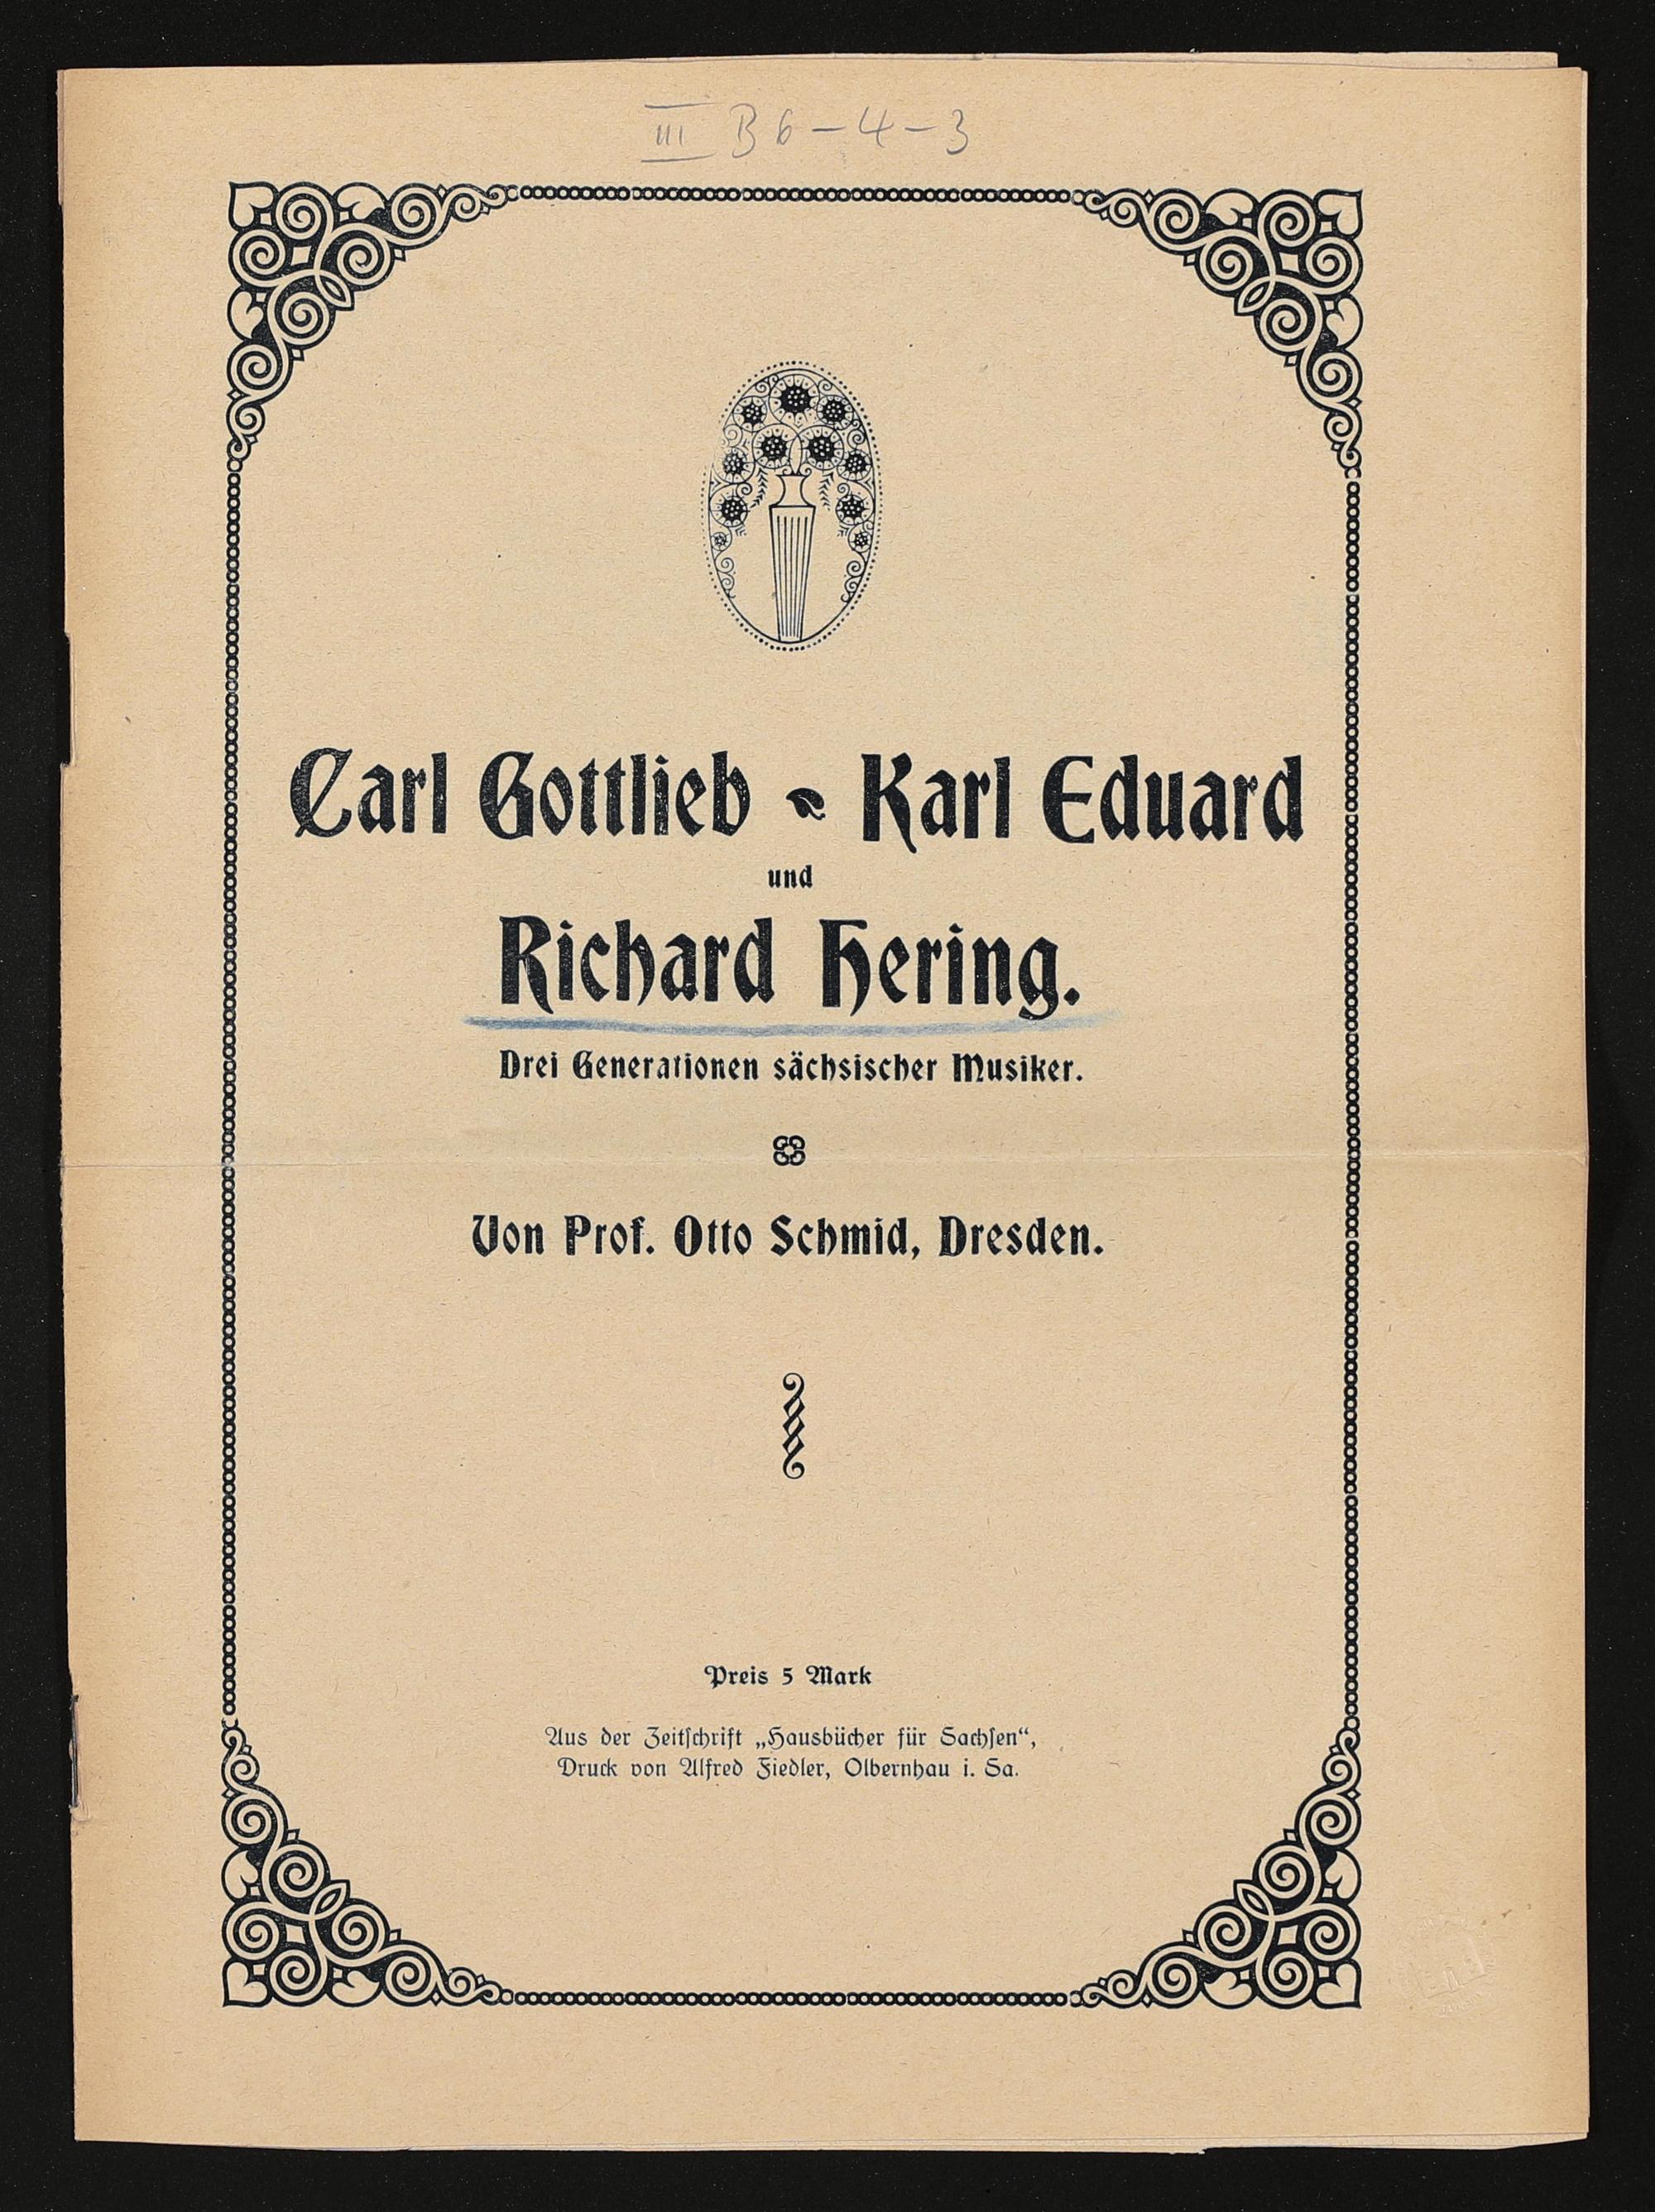 III B 6 - 4 - 3
Carl Gottlieb - Karl Eduard
und
Richard Hering.
Drei Generationen sächsischer Musiker.
Von Prof. Otto Schmid, Dresden.
Preis 5 Mark
Aus der Zeitſchrift „Hausbücher für Sachſen“,
Druck von Alfred Fiedler, Olbernhau i. Sa.